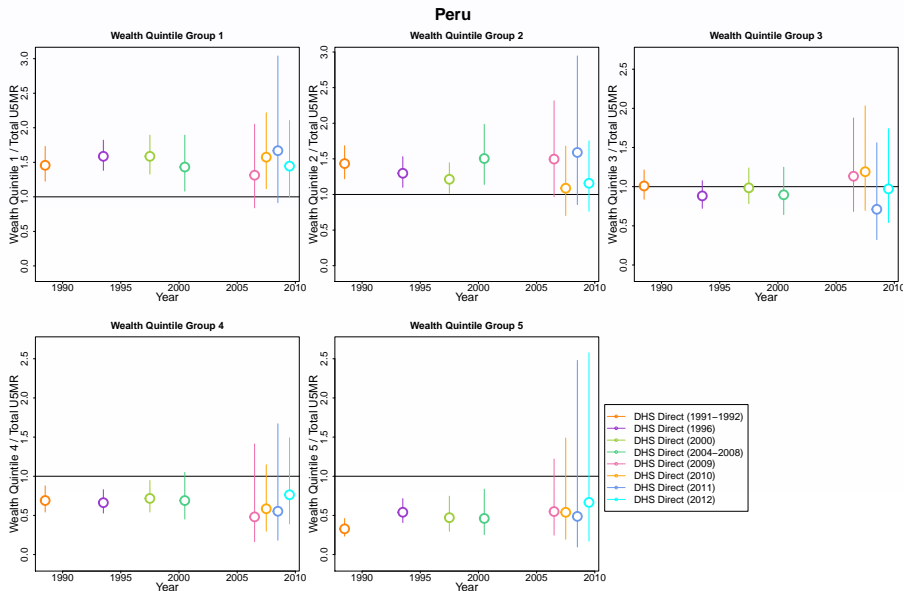 Peru
Wealth Quintile Group 1
Wealth Quintile 1 / Total U5MR
0.0 0.5 1.0 1.5 2.0 2.5 3.0
1990 1995 2000 2005 2010
Year
Wealth Quintile Group 2
Wealth Quintile 2 / Total U5MR
0.0 0.5 1.0 1.5 2.0 2.5 3.0
1990 1995 2000 2005 2010
Year
Wealth Quintile Group 3
Wealth Quintile 3 / Total U5MR
0.0 0.5 1.0 1.5 2.0 2.5
1990 1995 2000 2005 2010
Year
Wealth Quintile Group 4
Wealth Quintile 4 / Total U5MR
0.0 0.5 1.0 1.5 2.0 2.5
1990 1995 2000 2005 2010
Year
Wealth Quintile Group 5
Wealth Quintile 5 / Total U5MR
0.0 0.5 1.0 1.5 2.0 2.5
1990 1995 2000 2005 2010
Year
DHS Direct (1991−1992)
DHS Direct (1996)
DHS Direct (2000)
DHS Direct (2004−2008)
DHS Direct (2009)
DHS Direct (2010)
DHS Direct (2011)
DHS Direct (2012)